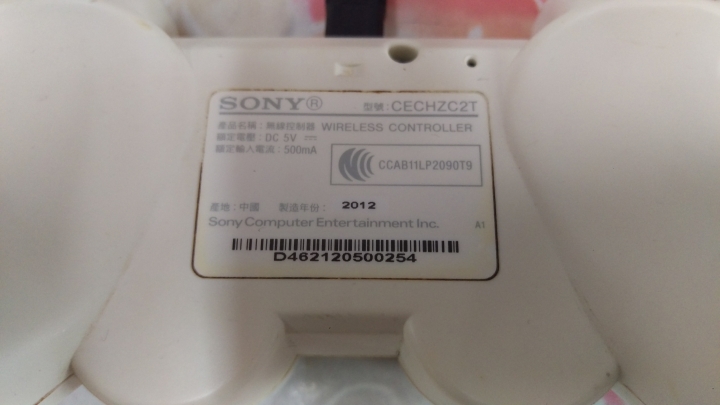 SONY® 型號：CECHZC2T
產品名稱：無線控制器 WIRELESS CONTROLLER
額定電壓：DC 5V ⎓
額定輸入電流：500mA
CCAB11LP2090T9
產地：中國 製造年份： 2012
Sony Computer Entertainment Inc. A1
D462120500254